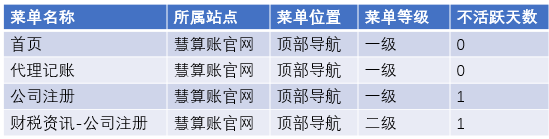 菜单名称 所属站点 菜单位置 菜单等级 不活跃天数
首页 慧算账官网 顶部导航 一级 0
代理记账 慧算账官网 顶部导航 一级 0
公司注册 慧算账官网 顶部导航 一级 1
财税资讯-公司注册 慧算账官网 顶部导航 二级 1